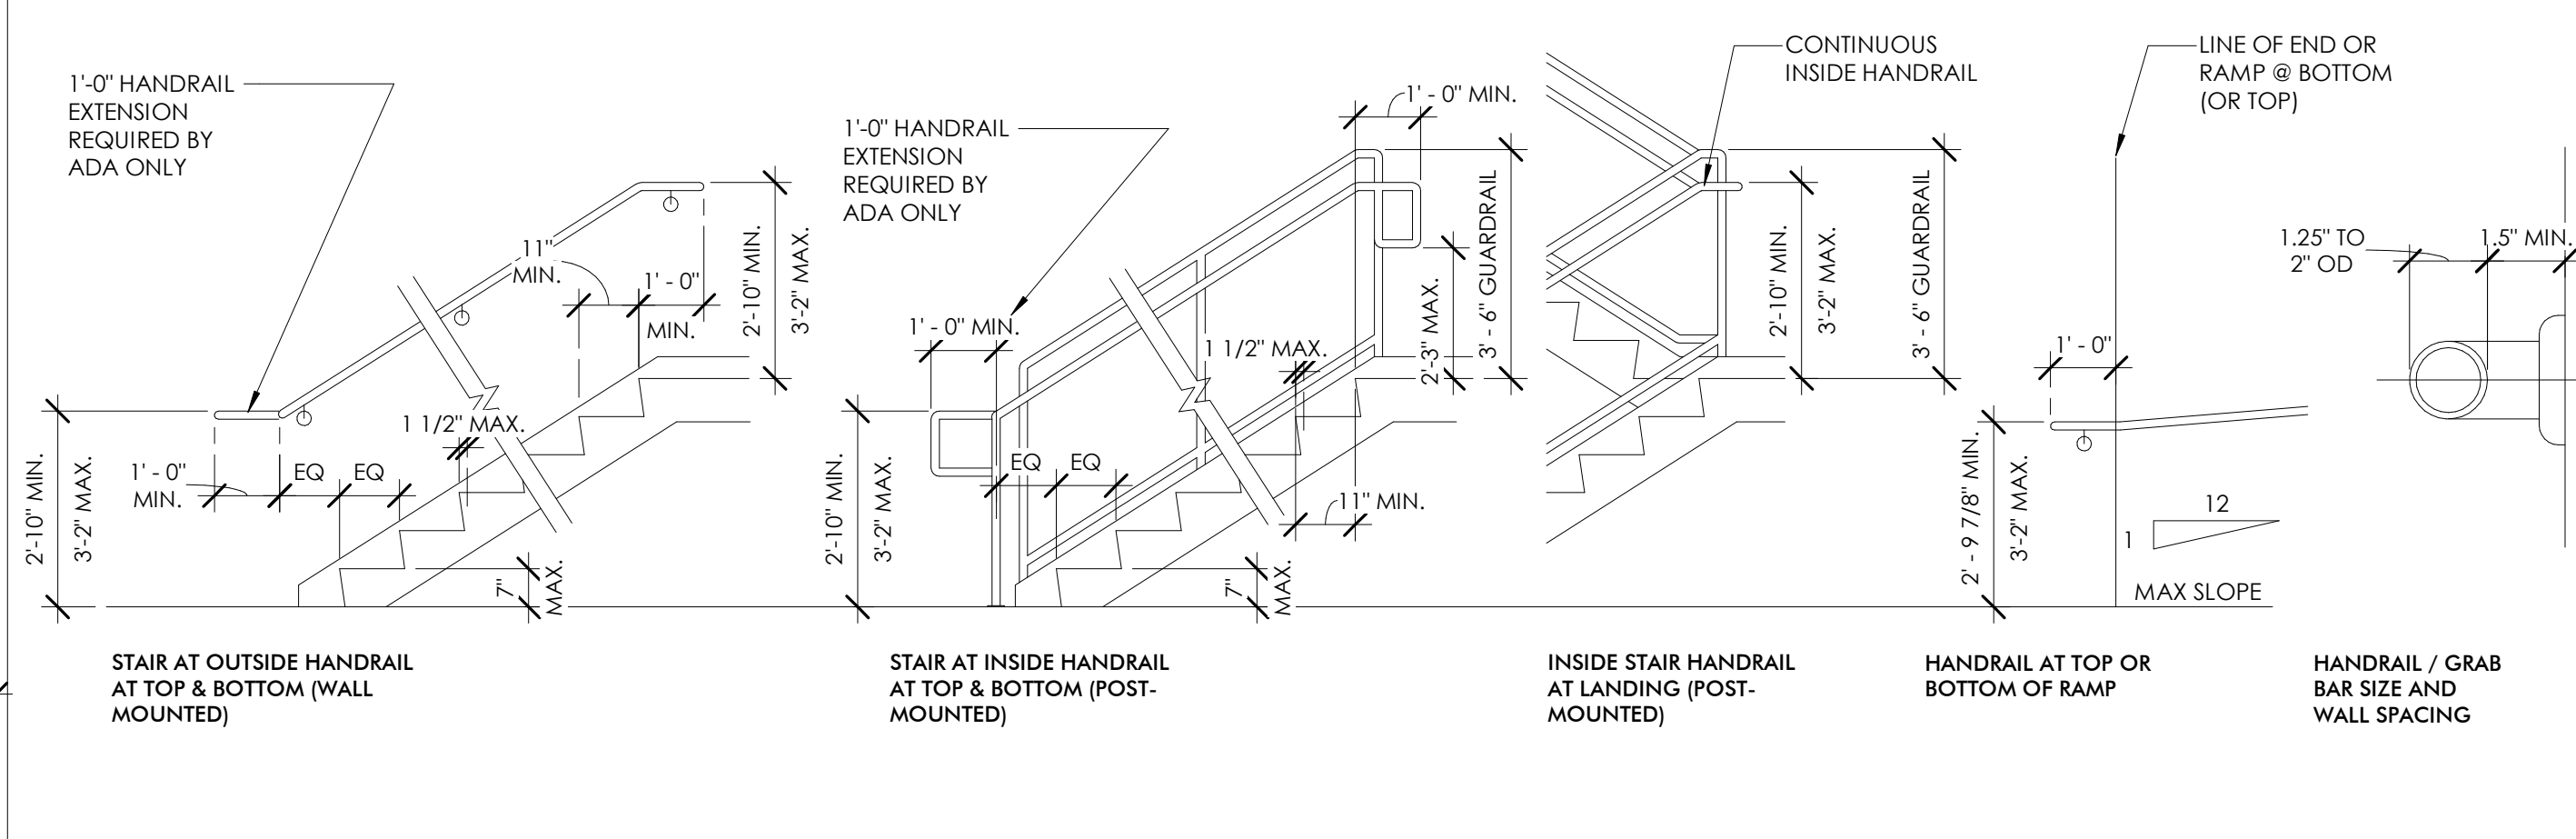 1'-0" HANDRAIL
EXTENSION
REQUIRED BY
ADA ONLY
11"
MIN.
1' - 0"
MIN.
2'-10" MIN.
3'-2" MAX.
1 1/2" MAX.
1' - 0"
MIN.
EQ
EQ
2'-10" MIN.
3'-2" MAX.
7"
MAX.
STAIR AT OUTSIDE HANDRAIL
AT TOP & BOTTOM (WALL
MOUNTED)
1'-0" HANDRAIL
EXTENSION
REQUIRED BY
ADA ONLY
1' - 0" MIN.
1' - 0" MIN.
3' - 6" GUARDRAIL
2'-3" MAX.
1 1/2" MAX.
EQ
EQ
11" MIN.
2'-10" MIN.
3'-2" MAX.
7"
MAX.
STAIR AT INSIDE HANDRAIL
AT TOP & BOTTOM (POST-
MOUNTED)
CONTINUOUS
INSIDE HANDRAIL
2'-10" MIN.
3'-2" MAX.
3' - 6" GUARDRAIL
INSIDE STAIR HANDRAIL
AT LANDING (POST-
MOUNTED)
LINE OF END OR
RAMP @ BOTTOM
(OR TOP)
1' - 0"
2' - 9 7/8" MIN.
3'-2" MAX.
12
1
MAX SLOPE
HANDRAIL AT TOP OR
BOTTOM OF RAMP
1.25" TO
2" OD
1.5" MIN.
HANDRAIL / GRAB
BAR SIZE AND
WALL SPACING